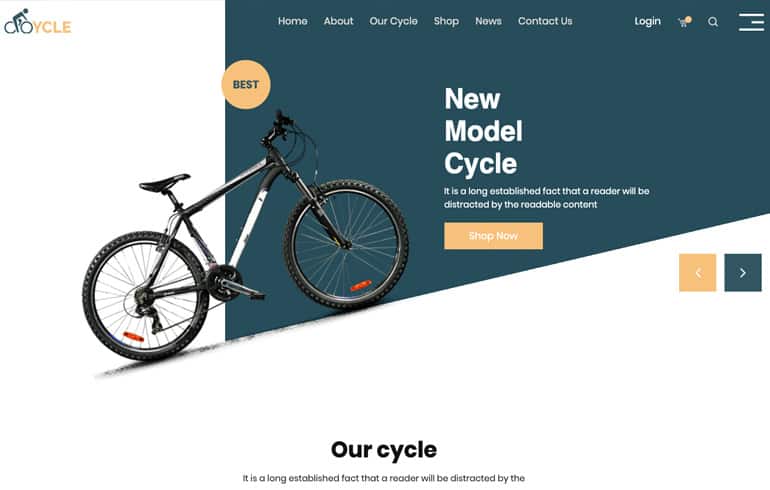 YCLE
Home About Our Cycle Shop News Contact Us Login
BEST
New
Model
Cycle
It is a long established fact that a reader will be
distracted by the readable content
Shop Now
Our cycle
It is a long established fact that a reader will be distracted by the